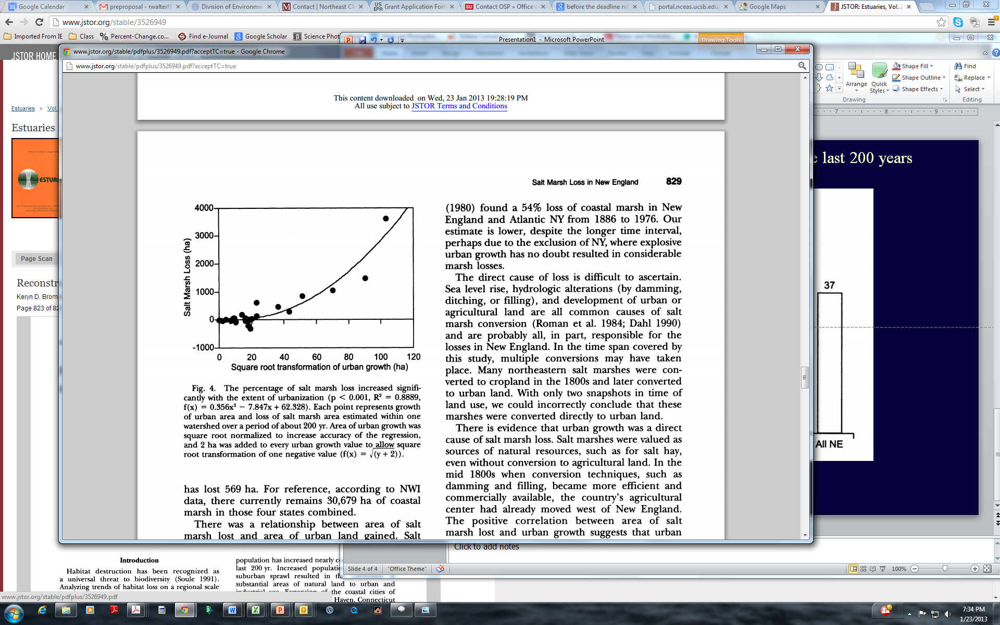 Google Calendar
preproposal - rwalterf
Division of Environme
Contact | Northeast Cli
Grant Application For
Contact OSP » Office
before the deadline ns
portal.nceas.ucsb.edu
Google Maps
JSTOR: Estuaries, Vol. 2
www.jstor.org/stable/3526949
Imported From IE
Class
Percent-Change.co...
Find e-Journal
Google Scholar
Science Phot
Presentation1 - Microsoft PowerPoint
Drawing Tools
JSTOR HOME
www.jstor.org/stable/pdfplus/3526949.pdf?acceptTC=true - Google Chrome
www.jstor.org/stable/pdfplus/3526949.pdf?acceptTC=true
Arrange
Quick Styles
Shape Fill
Shape Outline
Shape Effects
Drawing
Find
Replace
Select
Editing
7 8 9
Estuaries > Vol.
Estuaries
ESTUA
Page Scan
Reconstr
Keryn D. Brom
Page 823 of 82
This content downloaded on Wed, 23 Jan 2013 19:28:19 PM
All use subject to JSTOR Terms and Conditions
Salt Marsh Loss in New England 829
4000
3000
2000
1000
0
-1000
Salt Marsh Loss (ha)
0 20 40 60 80 100 120
Square root transformation of urban growth (ha)
Fig. 4. The percentage of salt marsh loss increased signifi-
cantly with the extent of urbanization (p < 0.001, R² = 0.8889,
f(x) = 0.356x² − 7.847x + 62.328). Each point represents growth
of urban area and loss of salt marsh area estimated within one
watershed over a period of about 200 yr. Area of urban growth was
square root normalized to increase accuracy of the regression,
and 2 ha was added to every urban growth value to allow square
root transformation of one negative value (f(x) = √(y + 2)).
has lost 569 ha. For reference, according to NWI
data, there currently remains 30,679 ha of coastal
marsh in those four states combined.
There was a relationship between area of salt
marsh lost and area of urban land gained. Salt
(1980) found a 54% loss of coastal marsh in New
England and Atlantic NY from 1886 to 1976. Our
estimate is lower, despite the longer time interval,
perhaps due to the exclusion of NY, where explosive
urban growth has no doubt resulted in considerable
marsh losses.
The direct cause of loss is difficult to ascertain.
Sea level rise, hydrologic alterations (by damming,
ditching, or filling), and development of urban or
agricultural land are all common causes of salt
marsh conversion (Roman et al. 1984; Dahl 1990)
and are probably all, in part, responsible for the
losses in New England. In the time span covered by
this study, multiple conversions may have taken
place. Many northeastern salt marshes were con-
verted to cropland in the 1800s and later converted
to urban land. With only two snapshots in time of
land use, we could incorrectly conclude that these
marshes were converted directly to urban land.
There is evidence that urban growth was a direct
cause of salt marsh loss. Salt marshes were valued as
sources of natural resources, such as for salt hay,
even without conversion to agricultural land. In the
mid 1800s when conversion techniques, such as
damming and filling, became more efficient and
commercially available, the country's agricultural
center had already moved west of New England.
The positive correlation between area of salt
marsh lost and urban growth suggests that urban
e last 200 years
37
All NE
Click to add notes
Slide 4 of 4
"Office Theme"
100%
Introduction
Habitat destruction has been recognized as
a universal threat to biodiversity (Soule 1991).
Analyzing trends of habitat loss on a regional scale
population has increased nearly
last 200 yr. Increased populati
suburban sprawl resulted in
substantial areas of natural land to urban and
the coastal cities of
Haven, Connecticut
www.jstor.org/stable/pdfplus/3526949.pdf
7:34 PM
1/23/2013